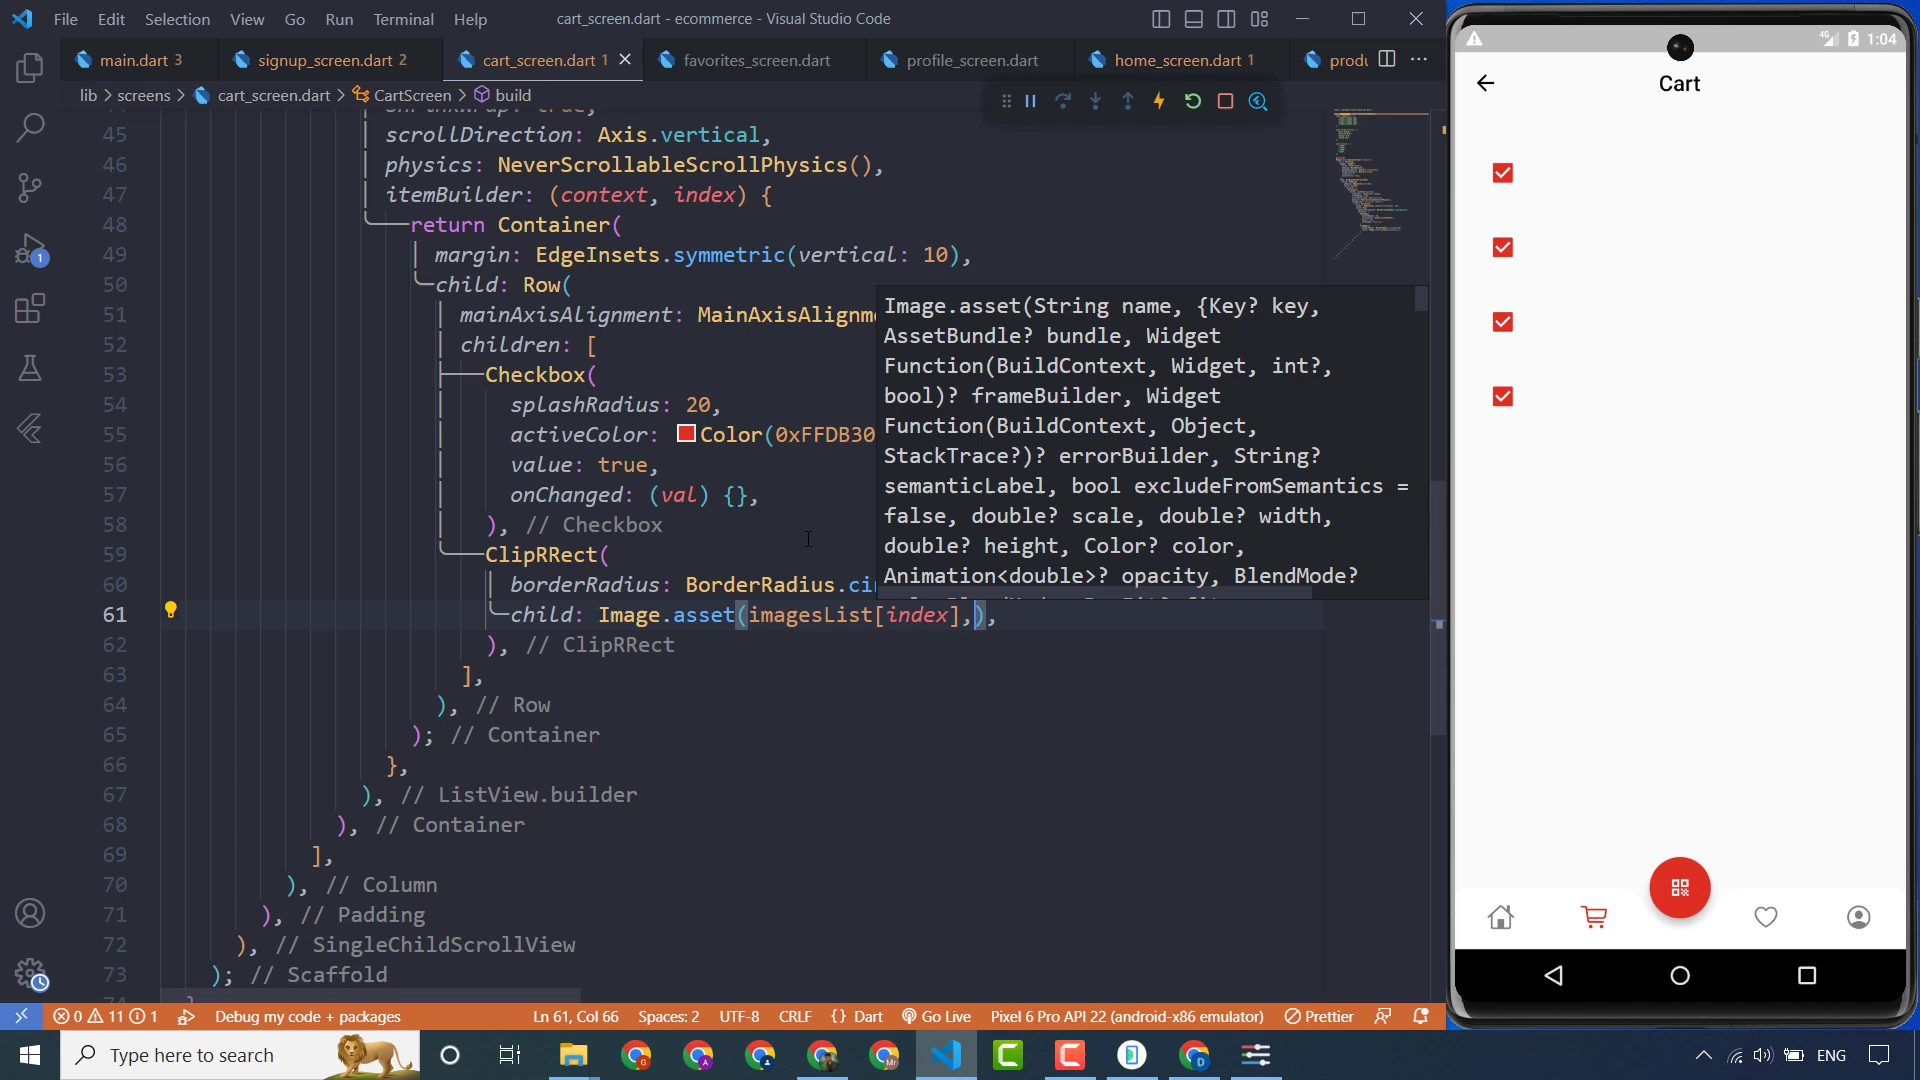 File Edit Selection View Go Run Terminal Help
cart_screen.dart - ecommerce - Visual Studio Code
main.dart 3
signup_screen.dart 2
cart_screen.dart 1
favorites_screen.dart
profile_screen.dart
home_screen.dart 1
lib > screens > cart_screen.dart > CartScreen > build
45 scrollDirection: Axis.vertical,
46 physics: NeverScrollableScrollPhysics(),
47 itemBuilder: (context, index) {
48 return Container(
49 margin: EdgeInsets.symmetric(vertical: 10),
50 child: Row(
51 mainAxisAlignment:
52 children: [
53 Checkbox(
54 splashRadius: 20,
55 activeColor: Color(0xFFDB30
56 value: true,
57 onChanged: (val) {},
58 ), // Checkbox
59 ClipRRect(
60 borderRadius: BorderRadius.
61 child: Image.asset(imagesList[index],),
62 ), // ClipRRect
63 ],
64 ), // Row
65 ); // Container
66 },
67 ), // ListView.builder
68 ), // Container
69 ],
70 ), // Column
71 ), // Padding
72 ), // SingleChildScrollView
73 ); // Scaffold
Image.asset(String name, {Key? key,
AssetBundle? bundle, Widget
Function(BuildContext, Widget, int?,
bool)? frameBuilder, Widget
Function(BuildContext, Object,
StackTrace?)? errorBuilder, String?
semanticLabel, bool excludeFromSemantics =
false, double? scale, double? width,
double? height, Color? color,
Animation<double>? opacity, BlendMode?
1
0 11 1
Debug my code + packages
Ln 61, Col 66
Spaces: 2
UTF-8
CRLF
{} Dart
Go Live
Pixel 6 Pro API 22 (android-x86 emulator)
Prettier
Type here to search
ENG
4G 1:04
Cart